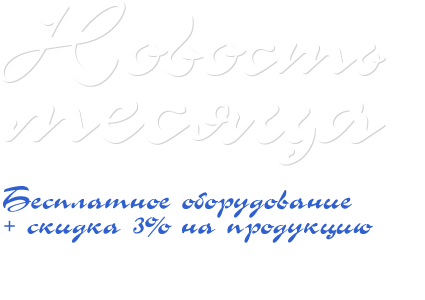 Новость
месяца
Бесплатное оборудование
+ скидка 3% на продукцию